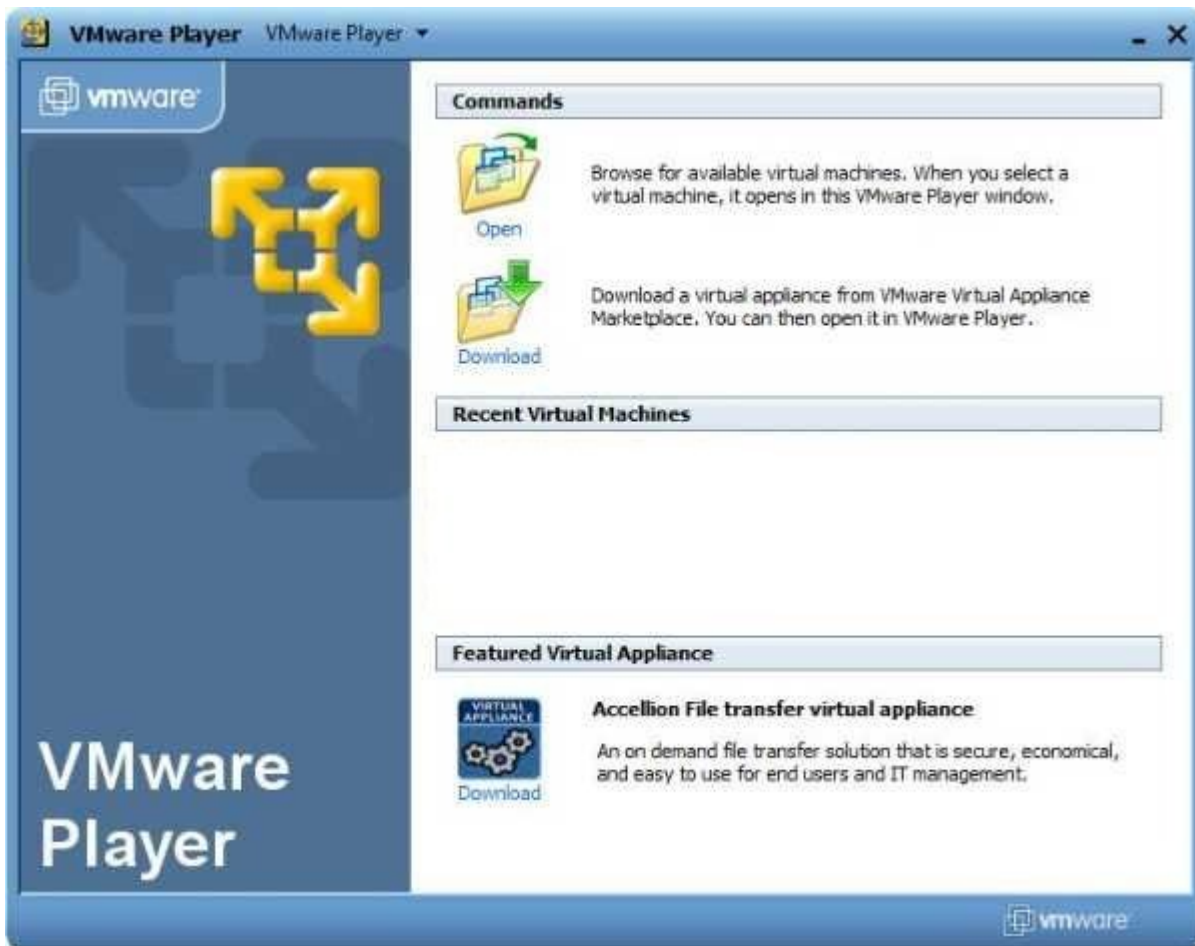 VMware Player VMware Player
vmware
Commands
Open
Browse for available virtual machines. When you select a
virtual machine, it opens in this VMware Player window.
Download
Download a virtual appliance from VMware Virtual Appliance
Marketplace. You can then open it in VMware Player.
Recent Virtual Machines
Featured Virtual Appliance
VIRTUAL
APPLIANCE
Download
Accellion File transfer virtual appliance
An on demand file transfer solution that is secure, economical,
and easy to use for end users and IT management.
VMware
Player
vmware